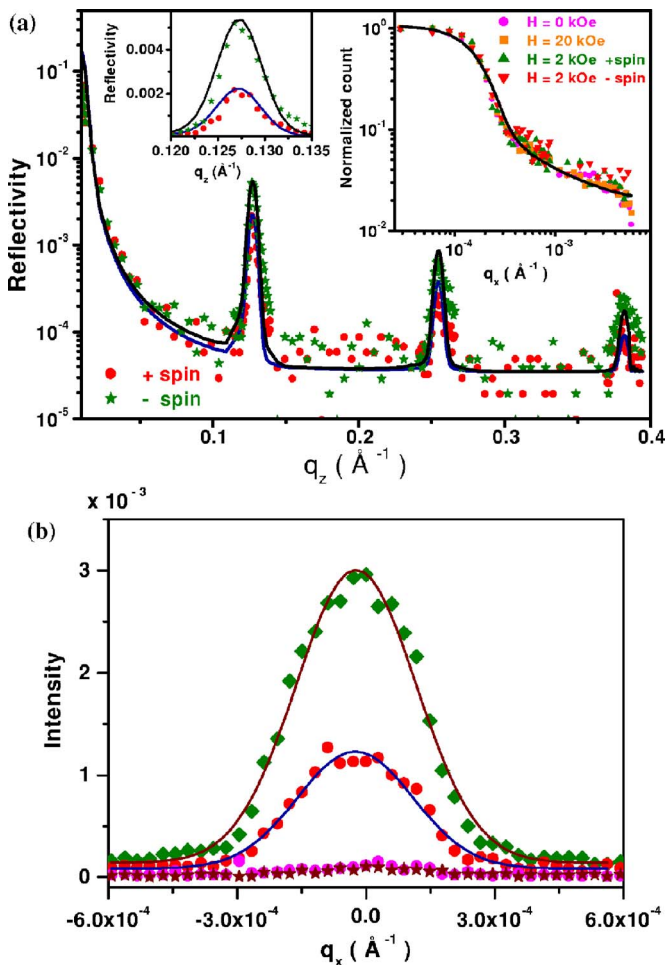 (a)
Reflectivity
10⁻¹
10⁻²
10⁻³
10⁻⁴
10⁻⁵
0.1
0.2
0.3
0.4
q_z ( Å⁻¹ )
+ spin
- spin
Reflectivity
0.004
0.002
0.120
0.125
0.130
0.135
q_z (Å⁻¹)
Normalized count
10⁰
10⁻¹
10⁻²
10⁻⁴
10⁻³
q_x ( Å⁻¹ )
H = 0 kOe
H = 20 kOe
H = 2 kOe +spin
H = 2 kOe - spin
(b)
x 10⁻³
Intensity
3
2
1
0
-6.0x10⁻⁴
-3.0x10⁻⁴
0.0
3.0x10⁻⁴
6.0x10⁻⁴
q_x ( Å⁻¹ )